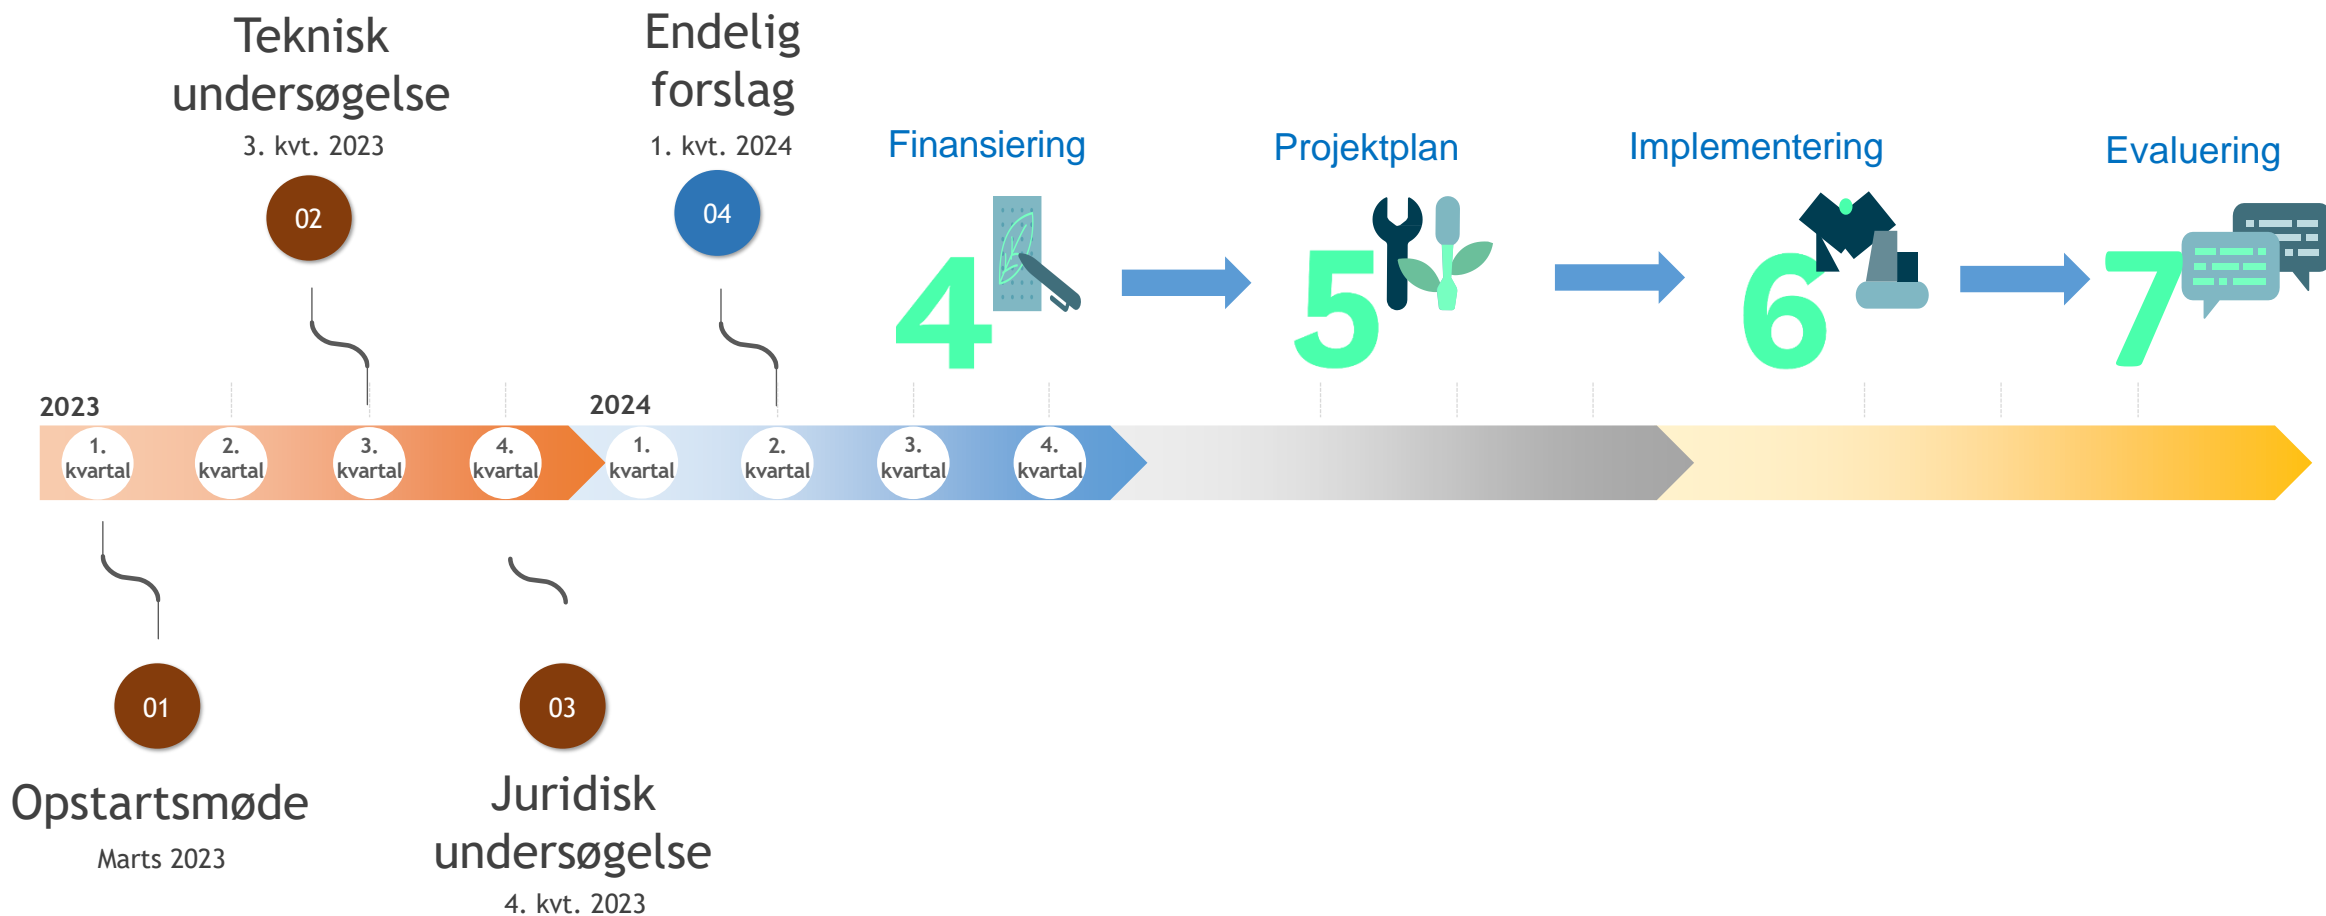 Teknisk
undersøgelse
3. kvt. 2023
02
Endelig
forslag
1. kvt. 2024
04
Finansiering
4
Projektplan
5
Implementering
6
Evaluering
7
2023
2024
1.
kvartal
2.
kvartal
3.
kvartal
4.
kvartal
1.
kvartal
2.
kvartal
3.
kvartal
4.
kvartal
01
Opstartsmøde
Marts 2023
03
Juridisk
undersøgelse
4. kvt. 2023